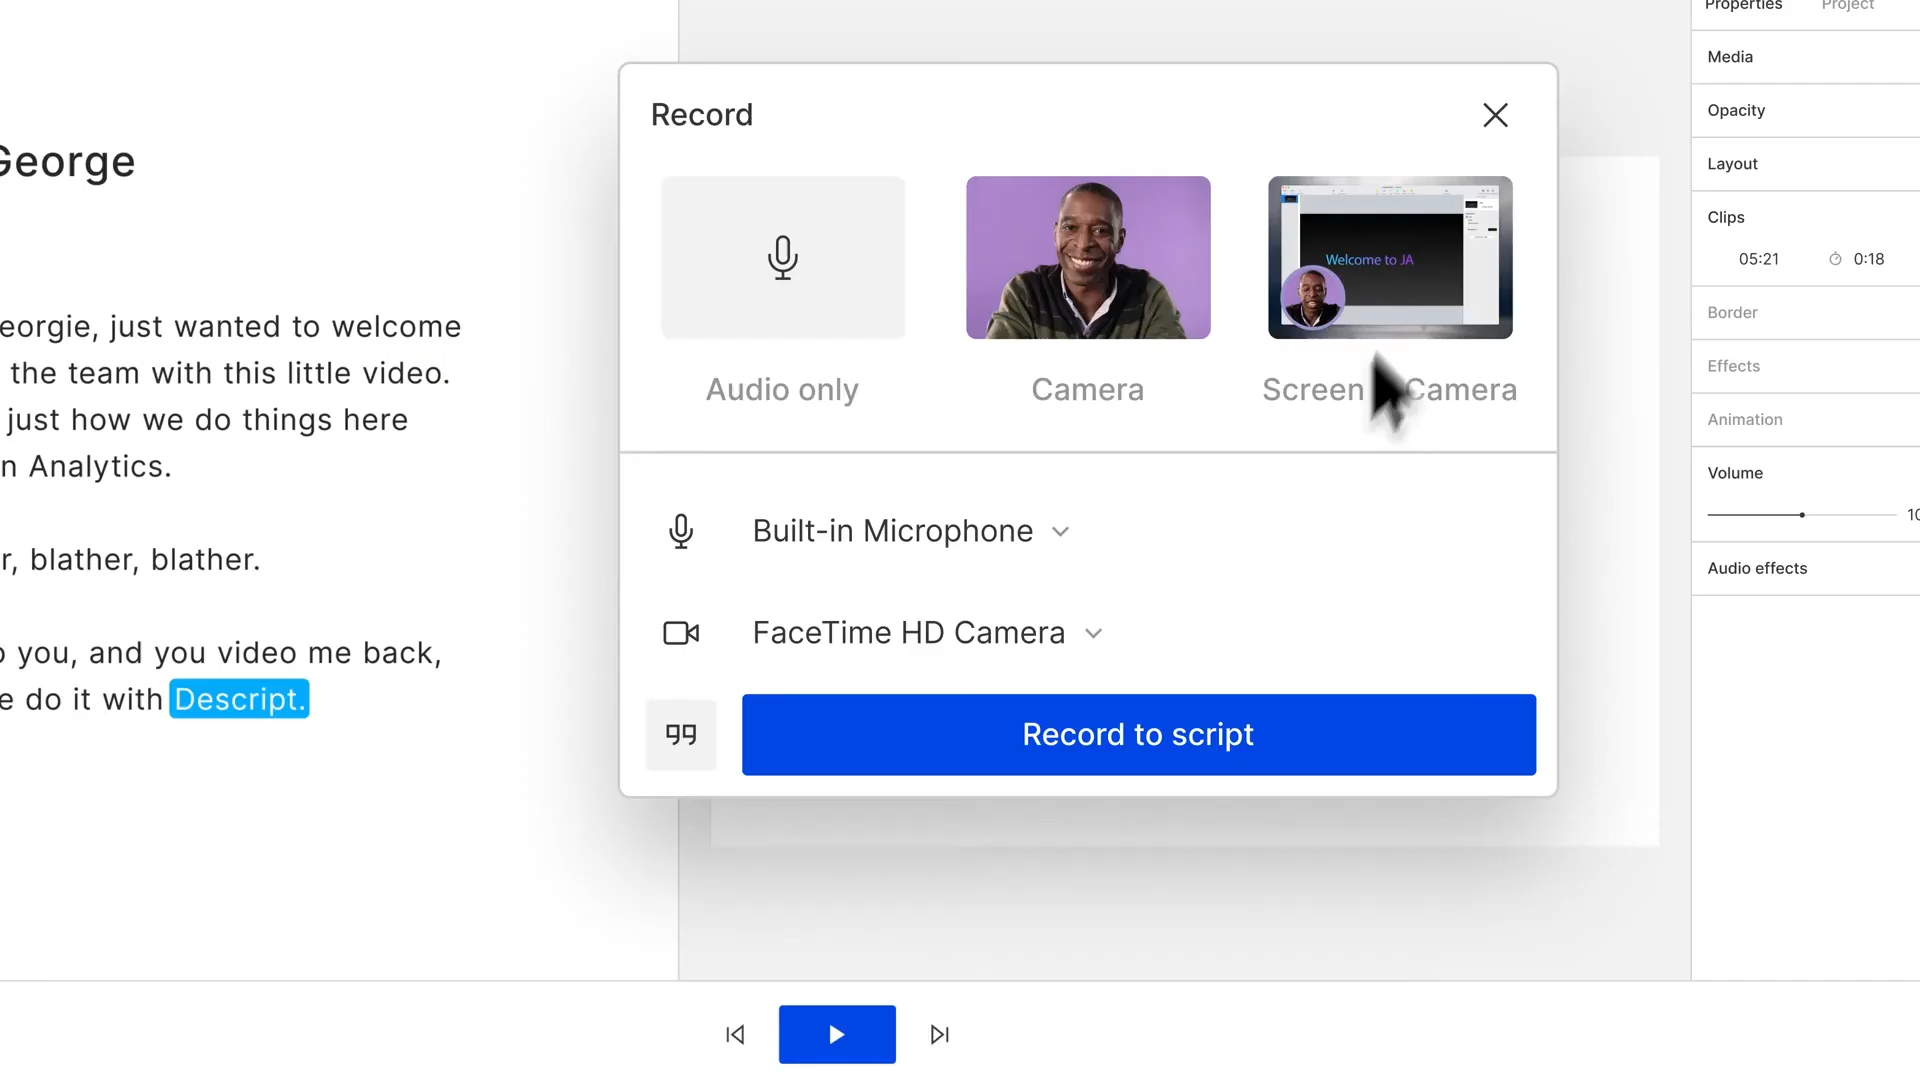 George
eorgie, just wanted to welcome
the team with this little video.
just how we do things here
n Analytics.
r, blather, blather.
o you, and you video me back,
e do it with Descript.
Record
Welcome to JA
Audio only
Camera
Screen Camera
Built-in Microphone
FaceTime HD Camera
Record to script
Properties Project
Media
Opacity
Layout
Clips
05:21 0:18
Border
Effects
Animation
Volume
10
Audio effects